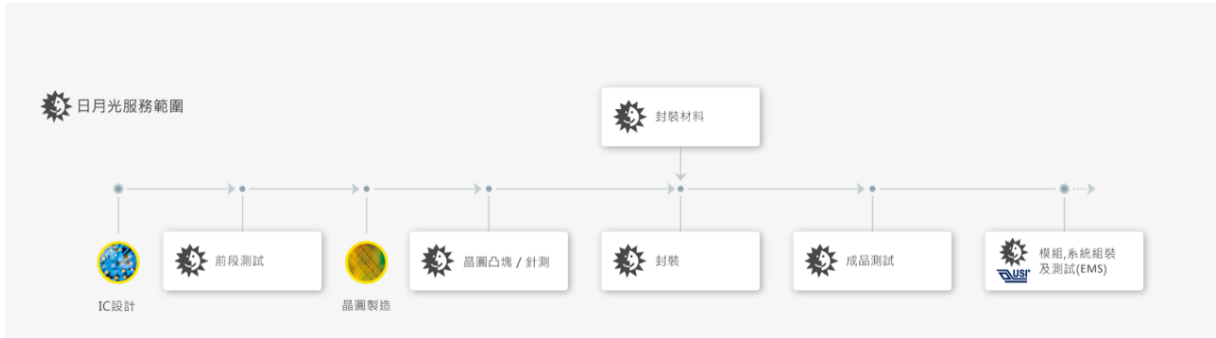 日月光服務範圍
封裝材料
IC設計
前段測試
晶圓製造
晶圓凸塊 / 針測
封裝
成品測試
USI
模組,系統組裝
及測試(EMS)